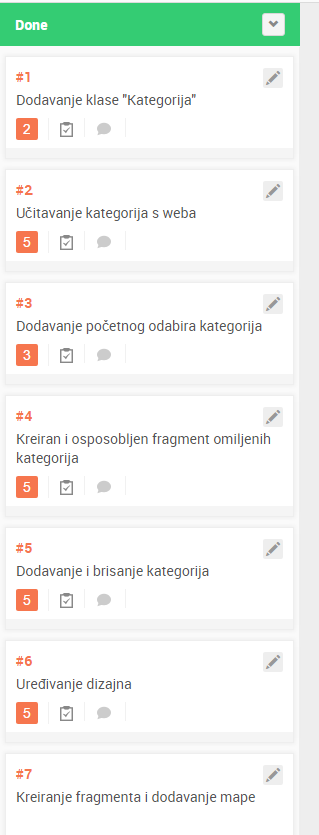 Done
#1
Dodavanje klase "Kategorija"
2
#2
Učitavanje kategorija s weba
5
#3
Dodavanje početnog odabira kategorija
3
#4
Kreiran i osposobljen fragment omiljenih
kategorija
5
#5
Dodavanje i brisanje kategorija
5
#6
Uređivanje dizajna
5
#7
Kreiranje fragmenta i dodavanje mape